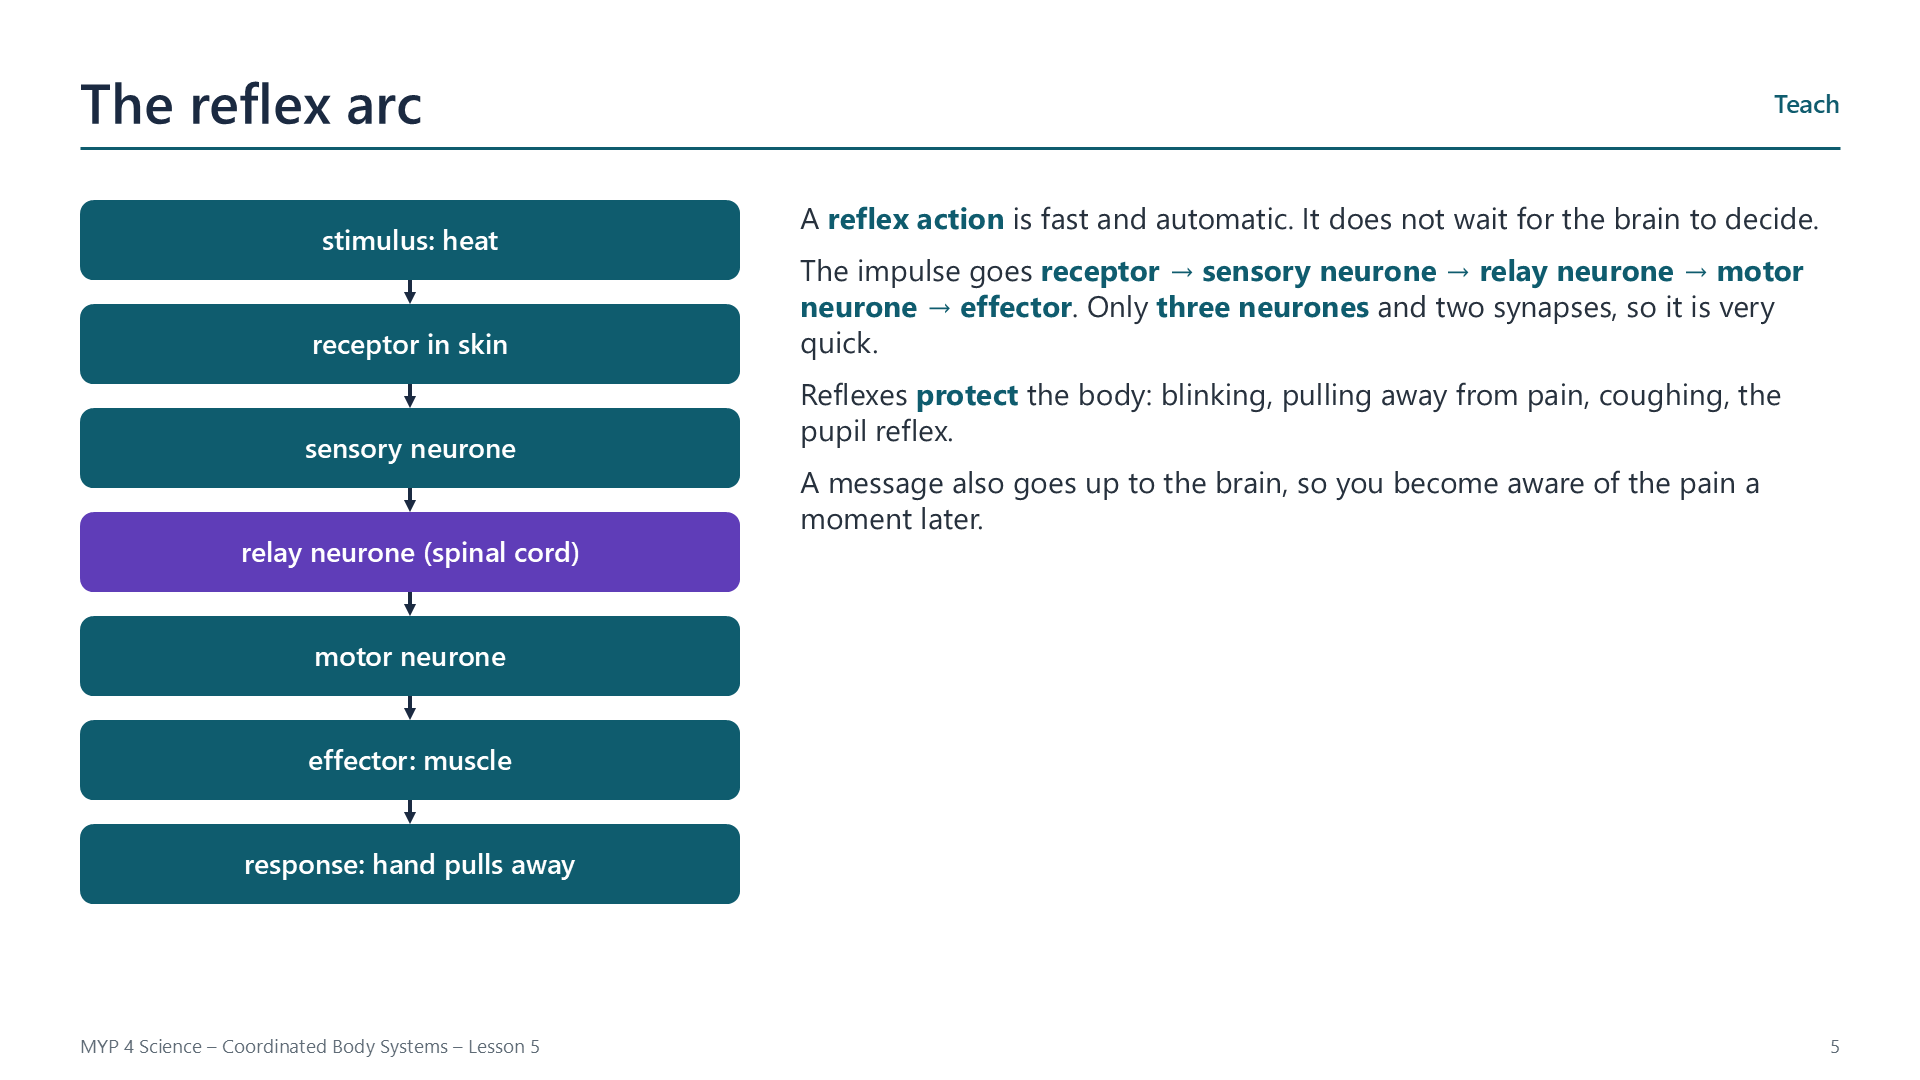 The reflex arc
Teach
stimulus: heat
receptor in skin
sensory neurone
relay neurone (spinal cord)
motor neurone
effector: muscle
response: hand pulls away
A reflex action is fast and automatic. It does not wait for the brain to decide.
The impulse goes receptor → sensory neurone → relay neurone → motor
neurone → effector. Only three neurones and two synapses, so it is very
quick.
Reflexes protect the body: blinking, pulling away from pain, coughing, the
pupil reflex.
A message also goes up to the brain, so you become aware of the pain a
moment later.
MYP 4 Science – Coordinated Body Systems – Lesson 5
5